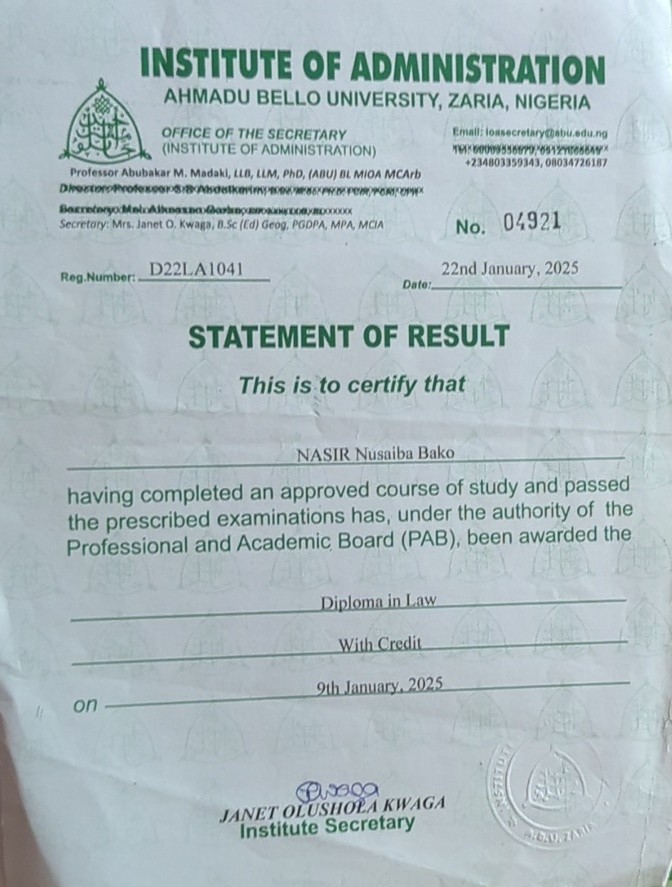 INSTITUTE OF ADMINISTRATION
AHMADU BELLO UNIVERSITY, ZARIA, NIGERIA
OFFICE OF THE SECRETARY
(INSTITUTE OF ADMINISTRATION)
Email: ioasecretary@abu.edu.ng
+234803359343, 08034726187
Professor Abubakar M. Madaki, LLB, LLM, PhD, (ABU) BL MIOA MCArb
Secretary: Mrs. Janet O. Kwaga, B.Sc (Ed) Geog, PGDPA, MPA, MCIA
No. 04921
Reg.Number: D22LA1041
Date: 22nd January, 2025
STATEMENT OF RESULT
This is to certify that
NASIR Nusaiba Bako
having completed an approved course of study and passed
the prescribed examinations has, under the authority of the
Professional and Academic Board (PAB), been awarded the
Diploma in Law
With Credit
on 9th January, 2025
JANET OLUSHOLA KWAGA
Institute Secretary
A.B.U, ZARIA